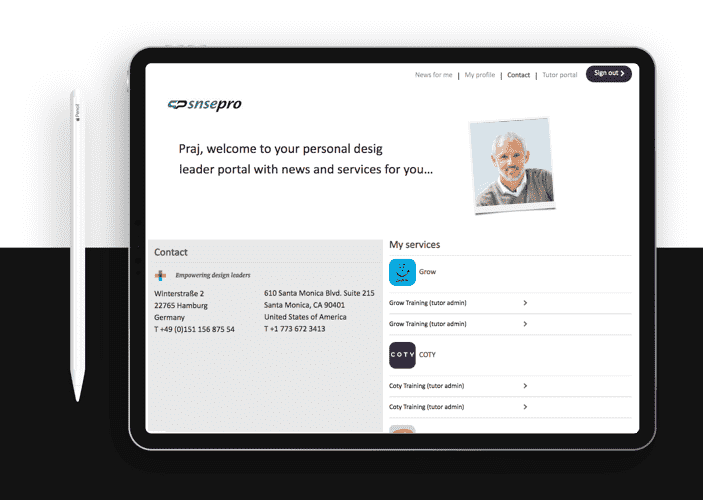 News for me | My profile | Contact | Tutor portal Sign out
snsepro
Praj, welcome to your personal desig
leader portal with news and services for you...
Contact
Empowering design leaders
Winterstraße 2
22765 Hamburg
Germany
T +49 (0)151 156 875 54
610 Santa Monica Blvd. Suite 215
Santa Monica, CA 90401
United States of America
T +1 773 672 3413
My services
Grow
Grow Training (tutor admin)
Grow Training (tutor admin)
COTY
COTY
Coty Training (tutor admin)
Coty Training (tutor admin)
Pencil